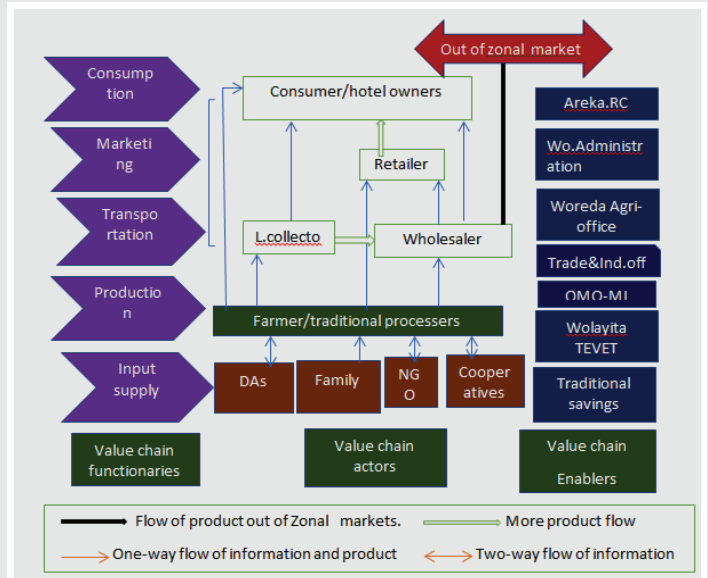 Out of zonal market
Consump
tion
Consumer/hotel owners
Areka.RC
Marketi
ng
Retailer
Wo.Administr
ation
Transpo
rtation
L.collecto
Wholesaler
Woreda Agri-
office
Trade&Ind.off
Productio
n
Farmer/traditional processers
OMO-MI
Wolayita
TEVET
Input
supply
DAs
Family
NG
O
Cooper
atives
Traditional
savings
Value chain
functionaries
Value chain
actors
Value chain
Enablers
Flow of product out of Zonal markets.
More product flow
One-way flow of information and product
Two-way flow of information